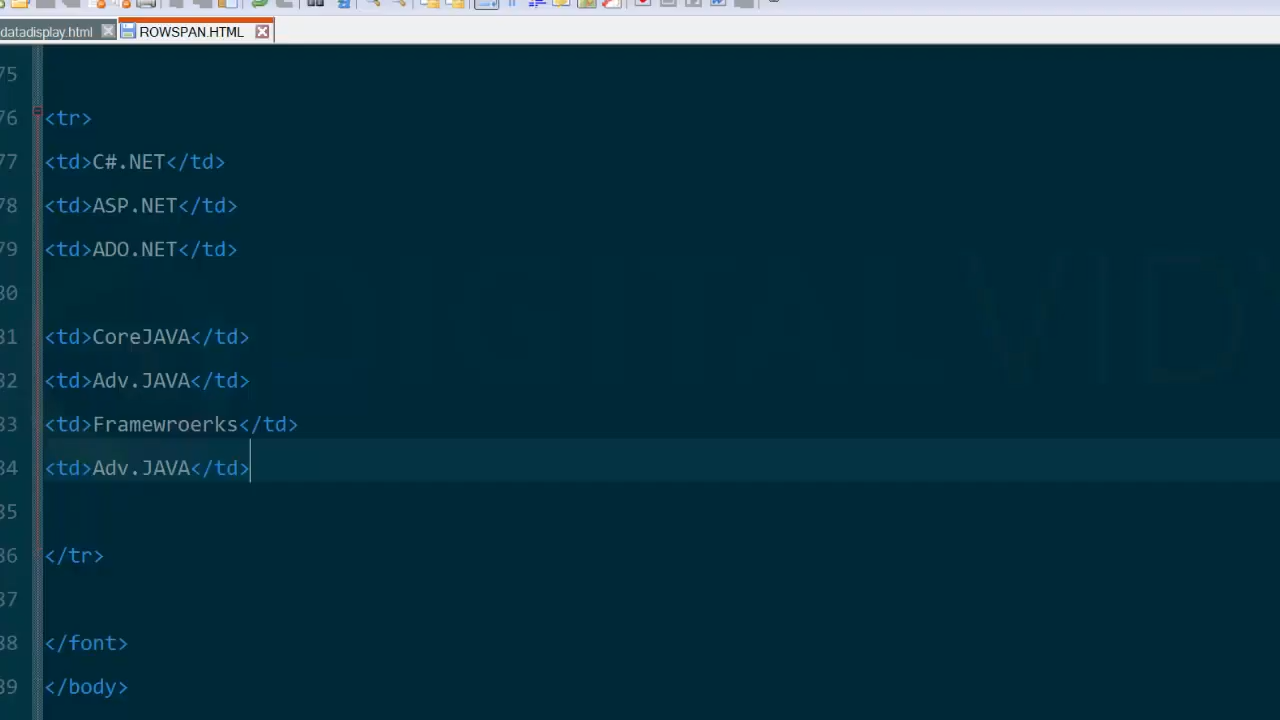 datadisplay.html ROWSPAN.HTML
75
76 <tr>
77 <td>C#.NET</td>
78 <td>ASP.NET</td>
79 <td>ADO.NET</td>
80
81 <td>CoreJAVA</td>
82 <td>Adv.JAVA</td>
83 <td>Framewroerks</td>
84 <td>Adv.JAVA</td>
85
86 </tr>
87
88 </font>
89 </body>